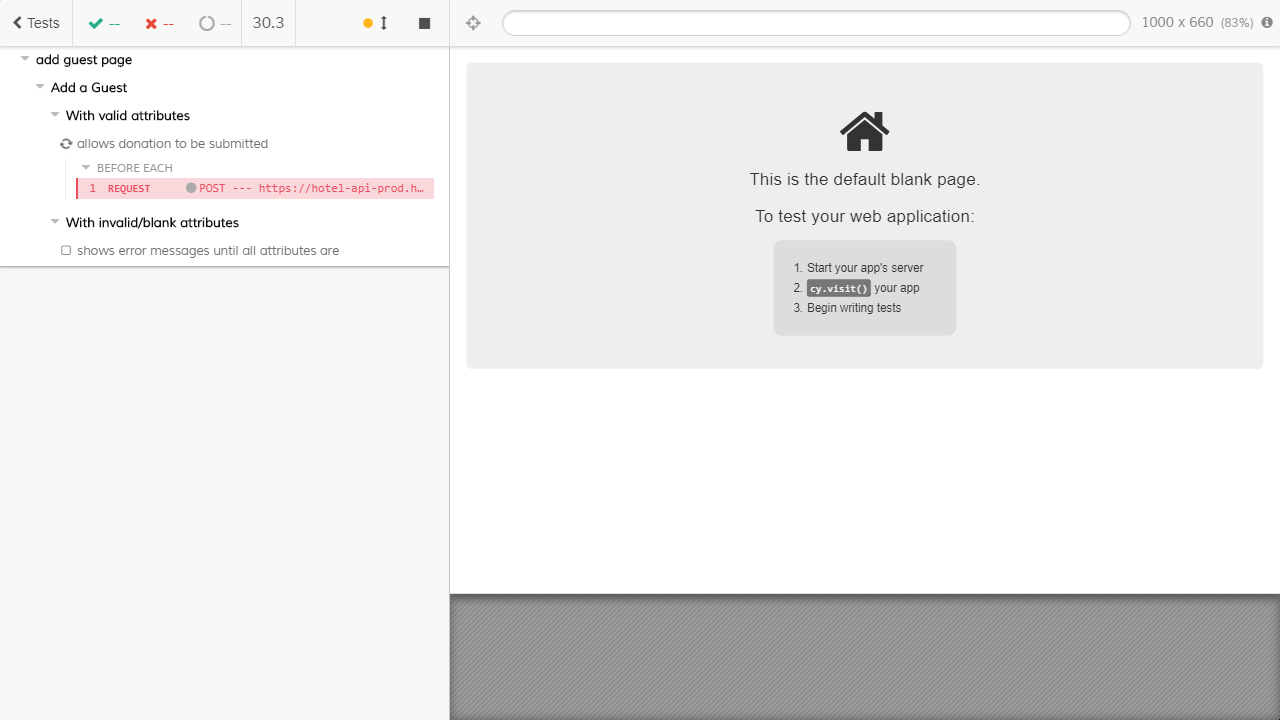 Tests
--
--
--
30.3
1000 x 660 (83%)
add guest page
Add a Guest
With valid attributes
allows donation to be submitted
BEFORE EACH
1 REQUEST POST --- https://hotel-api-prod.h…
With invalid/blank attributes
shows error messages until all attributes are
This is the default blank page.
To test your web application:
1. Start your app's server
2. cy.visit() your app
3. Begin writing tests